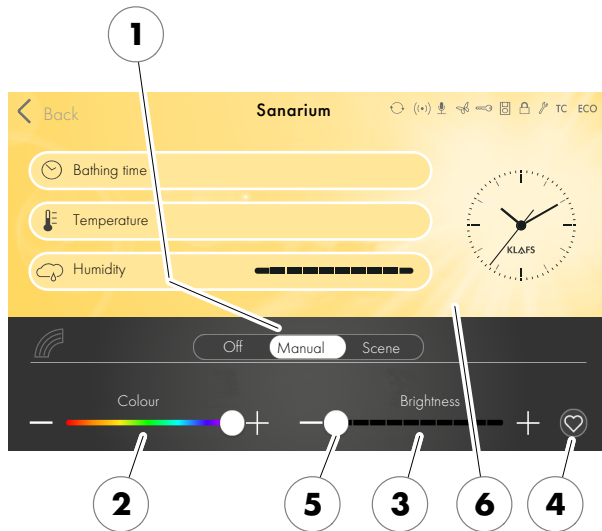 1
Back Sanarium TC ECO
Bathing time
Temperature
Humidity
KLAFS
Off Manual Scene
Colour Brightness
2 5 3 6 4